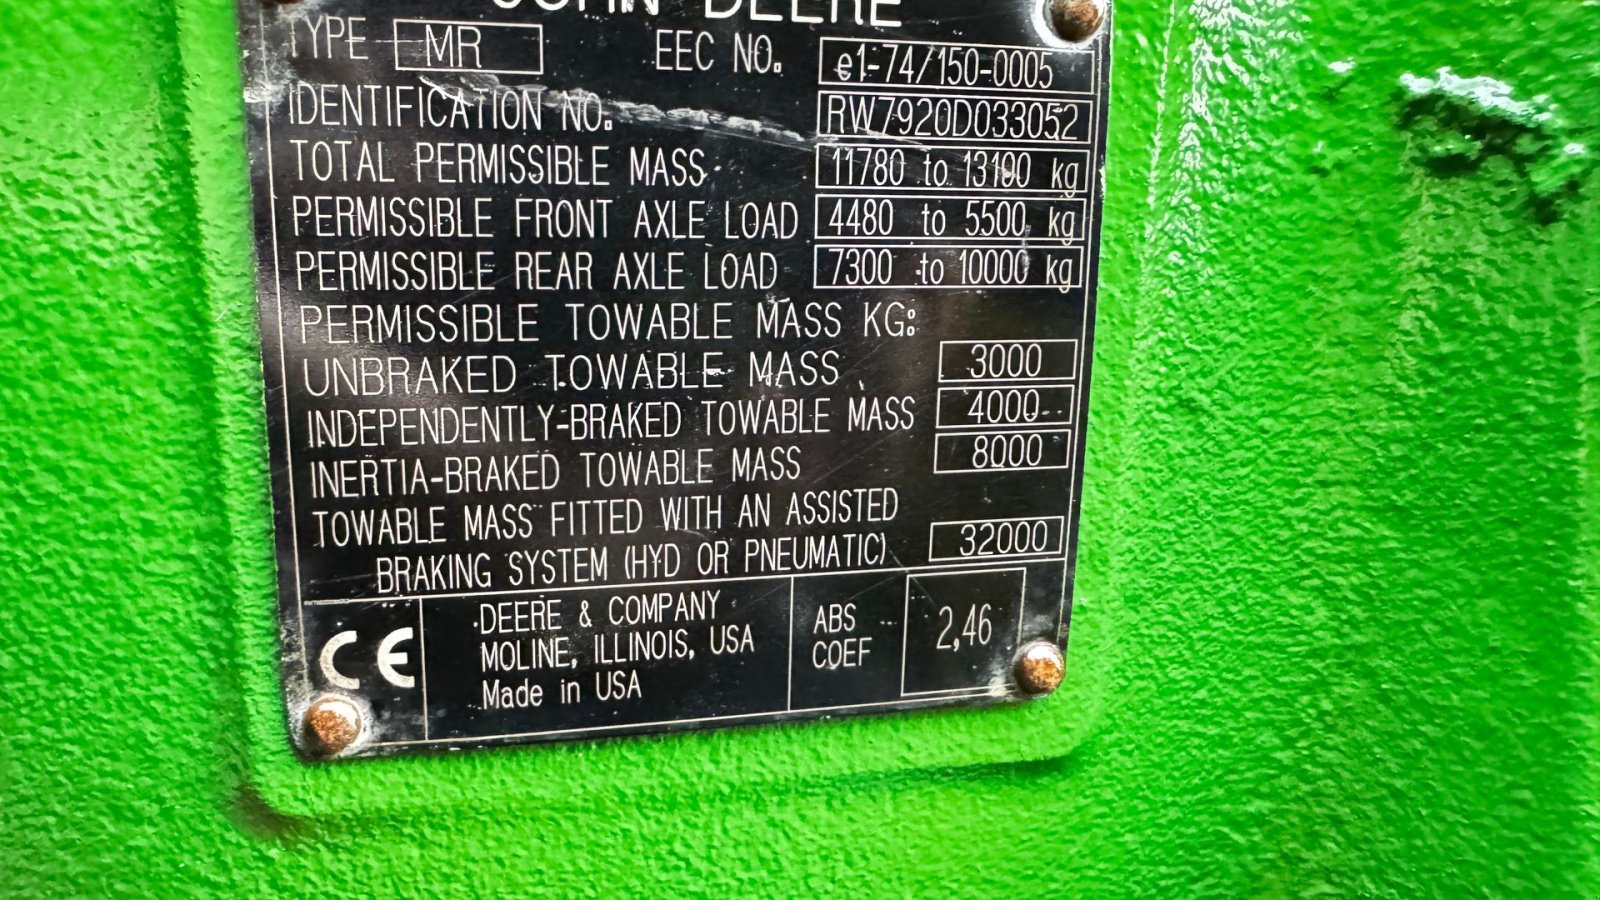 JOHN DEERE
TYPE MR EEC NO. e1-74/150-0005
IDENTIFICATION NO. RW7920D033052
TOTAL PERMISSIBLE MASS 11780 to 13100 kg
PERMISSIBLE FRONT AXLE LOAD 4480 to 5500 kg
PERMISSIBLE REAR AXLE LOAD 7300 to 10000 kg
PERMISSIBLE TOWABLE MASS KG:
UNBRAKED TOWABLE MASS 3000
INDEPENDENTLY-BRAKED TOWABLE MASS 4000
INERTIA-BRAKED TOWABLE MASS 8000
TOWABLE MASS FITTED WITH AN ASSISTED
BRAKING SYSTEM (HYD OR PNEUMATIC) 32000
CE
DEERE & COMPANY
MOLINE, ILLINOIS, USA
Made in USA
ABS
COEF
2,46